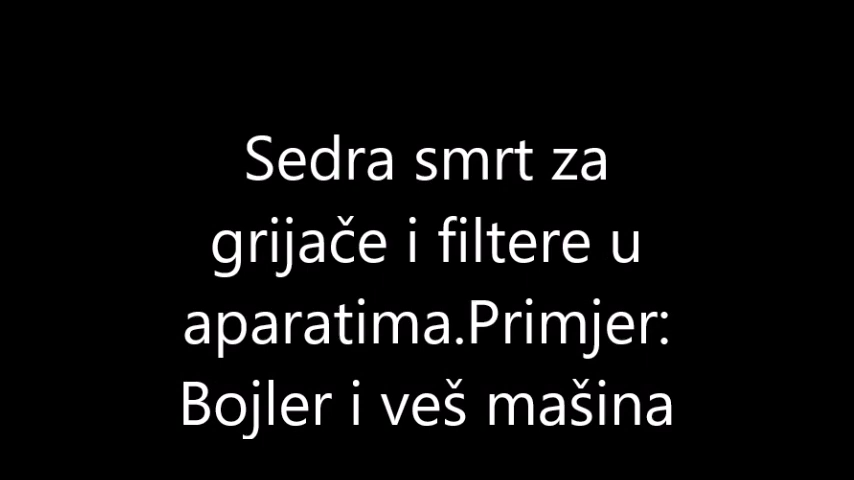 Sedra smrt za
grijače i filtere u
aparatima.Primjer:
Bojler i veš mašina